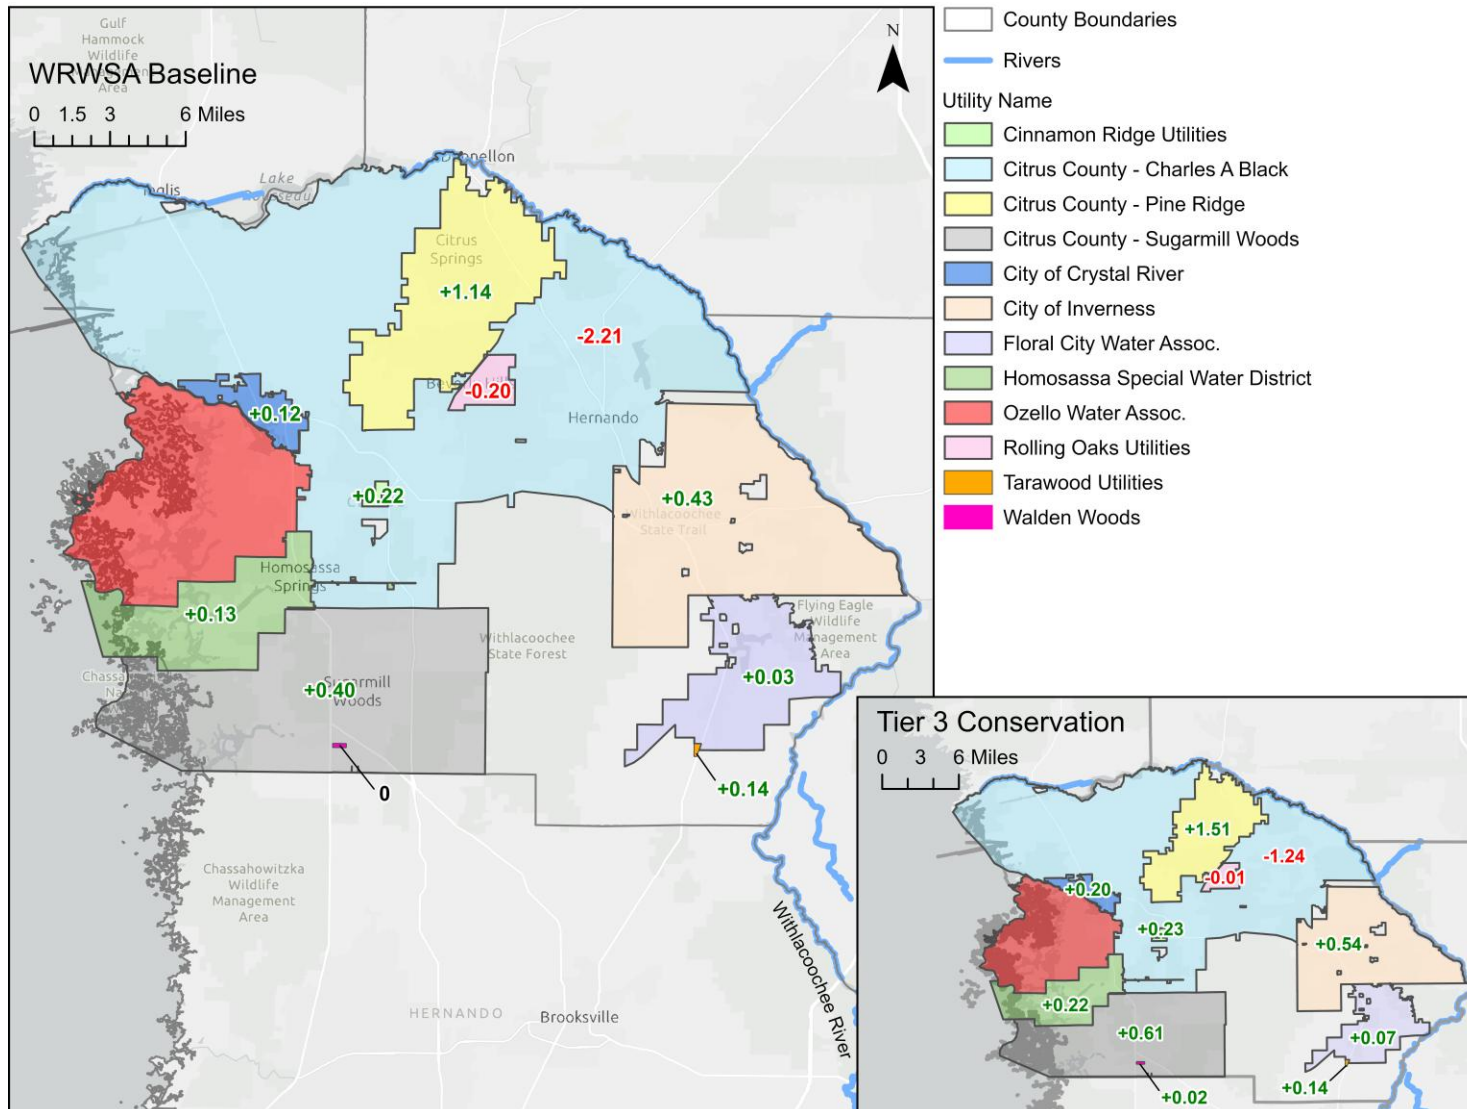 Gulf
Hammock
Wildlife
Management
Area
WRWSA Baseline
0 1.5 3 6 Miles
N
Dunnellon
Inglis
Lake
Rousseau
Citrus
Springs
+1.14
-2.21
-0.20
+0.12
Hernando
+0.22
+0.43
Withlacoochee
State Trail
Homosassa
Springs
+0.13
Flying Eagle
Wildlife
Management
Area
Withlacoochee
State Forest
+0.03
+0.40
Sugarmill
Woods
0
+0.14
Chassahowitzka
Wildlife
Management
Area
HERNANDO
Brooksville
Withlacoochee River
County Boundaries
Rivers
Utility Name
Cinnamon Ridge Utilities
Citrus County - Charles A Black
Citrus County - Pine Ridge
Citrus County - Sugarmill Woods
City of Crystal River
City of Inverness
Floral City Water Assoc.
Homosassa Special Water District
Ozello Water Assoc.
Rolling Oaks Utilities
Tarawood Utilities
Walden Woods
Tier 3 Conservation
0 3 6 Miles
+1.51
-1.24
-0.01
+0.20
+0.23
+0.54
+0.22
+0.61
+0.07
+0.02
+0.14